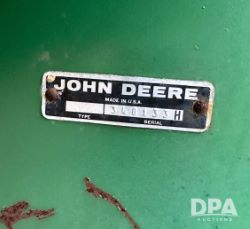 JOHN DEERE
MADE IN U.S.A.
H
TYPE SERIAL
DPA
AUCTIONS